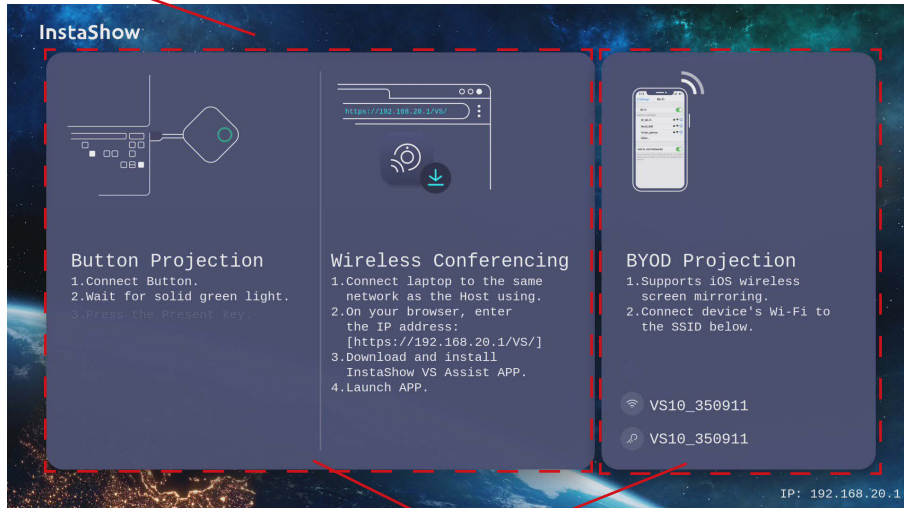 InstaShow
https://192.168.20.1/VS/
Button Projection
1.Connect Button.
2.Wait for solid green light.
3.Press the Present key.
Wireless Conferencing
1.Connect laptop to the same
network as the Host using.
2.On your browser, enter
the IP address:
[https://192.168.20.1/VS/]
3.Download and install
InstaShow VS Assist APP.
4.Launch APP.
BYOD Projection
1.Supports iOS wireless
screen mirroring.
2.Connect device's Wi-Fi to
the SSID below.
VS10_350911
VS10_350911
IP: 192.168.20.1